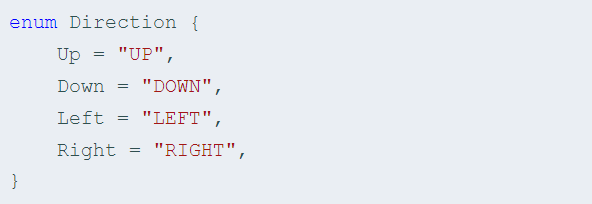 enum Direction {
    Up = "UP",
    Down = "DOWN",
    Left = "LEFT",
    Right = "RIGHT",
}